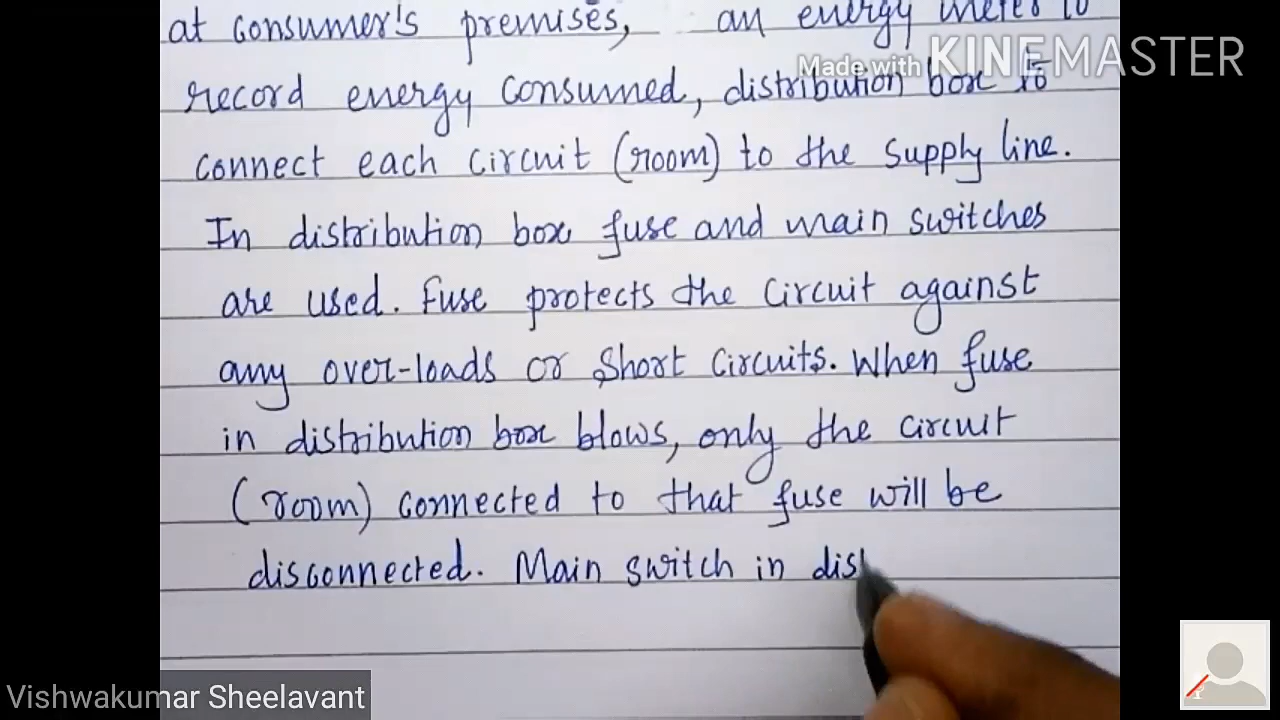 at consumer's premises, an energy meter to
Made with KINEMASTER
record energy consumed, distribution box to
connect each circuit (room) to the supply line.
In distribution box fuse and main switches
are used. Fuse protects the circuit against
any over-loads or short circuits. When fuse
in distribution box blows, only the circuit
(room) connected to that fuse will be
disconnected. Main switch in dist
Vishwakumar Sheelavant